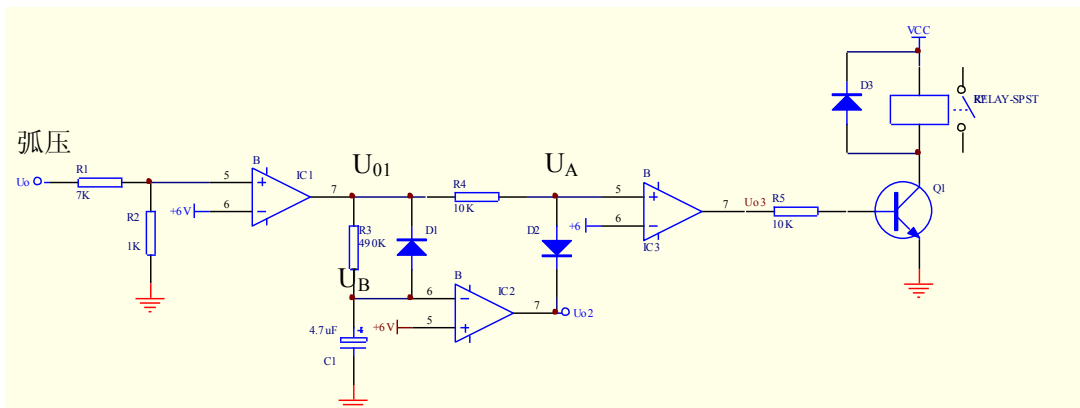 VCC
D3
RELAY-SPST
弧压
B
U01
UA
B
Uo
R1
5
IC1
7
R4
5
Q1
7K
10K
+6V
6
R2
R3
D1
D2
+6
6
7
Uo3
R5
1K
490K
IC3
10K
UB
B
6
IC2
7
Uo2
4.7uF
+
+6V
5
C1